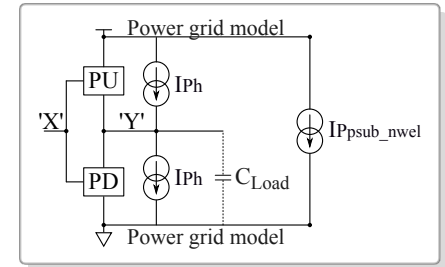 Power grid model
PU
IPh
'X'
'Y'
IPpsub_nwel
PD
IPh
CLoad
Power grid model